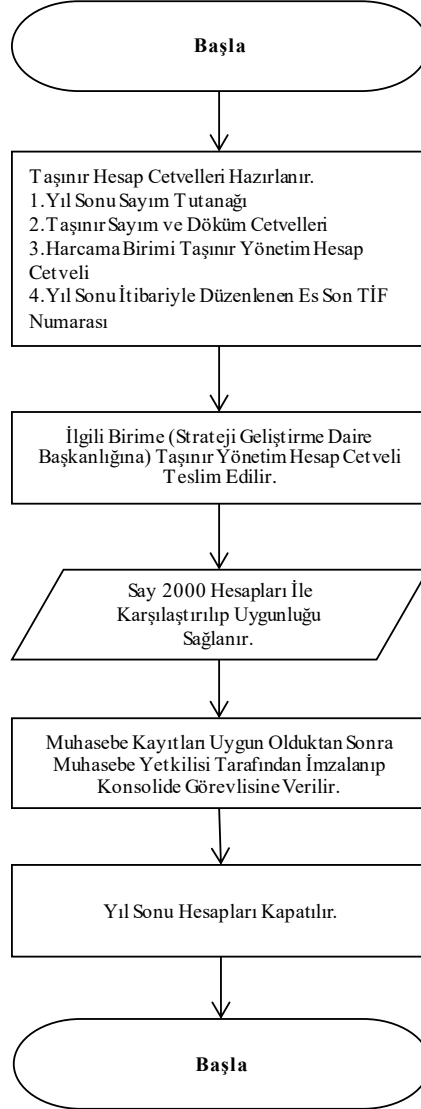 Başla
Taşınır Hesap Cetvelleri Hazırlanır.
1.Yıl Sonu Sayım Tutanağı
2.Taşınır Sayım ve Döküm Cetvelleri
3.Harcama Birimi Taşınır Yönetim Hesap
Cetveli
4.Yıl Sonu İtibariyle Düzenlenen Es Son TİF
Numarası
İlgili Birime (Strateji Geliştirme Daire
Başkanlığına) Taşınır Yönetim Hesap Cetveli
Teslim Edilir.
Say 2000 Hesapları İle
Karşılaştırılıp Uygunluğu
Sağlanır.
Muhasebe Kayıtları Uygun Olduktan Sonra
Muhasebe Yetkilisi Tarafından İmzalanıp
Konsolide Görevlisine Verilir.
Yıl Sonu Hesapları Kapatılır.
Başla